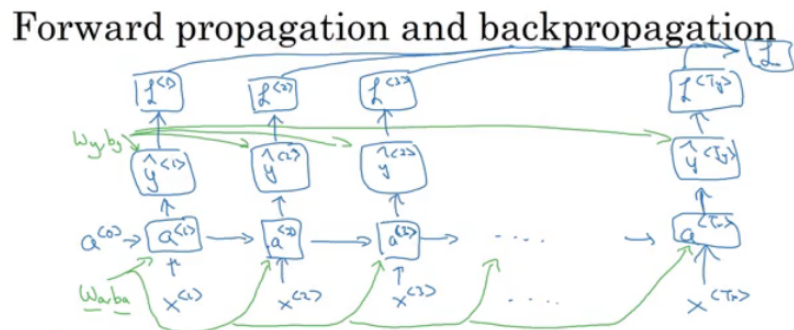 Forward propagation and backpropagation
L
L<1> L<2> L<3> L<Ty>
Wy,by
ŷ<1> ŷ<2> ŷ<3> ŷ<Ty>
a<0> → a<1> → a<2> → a<3> → .... → a<Tx>
Wa,ba
x<1> x<2> x<3> .... x<Tx>